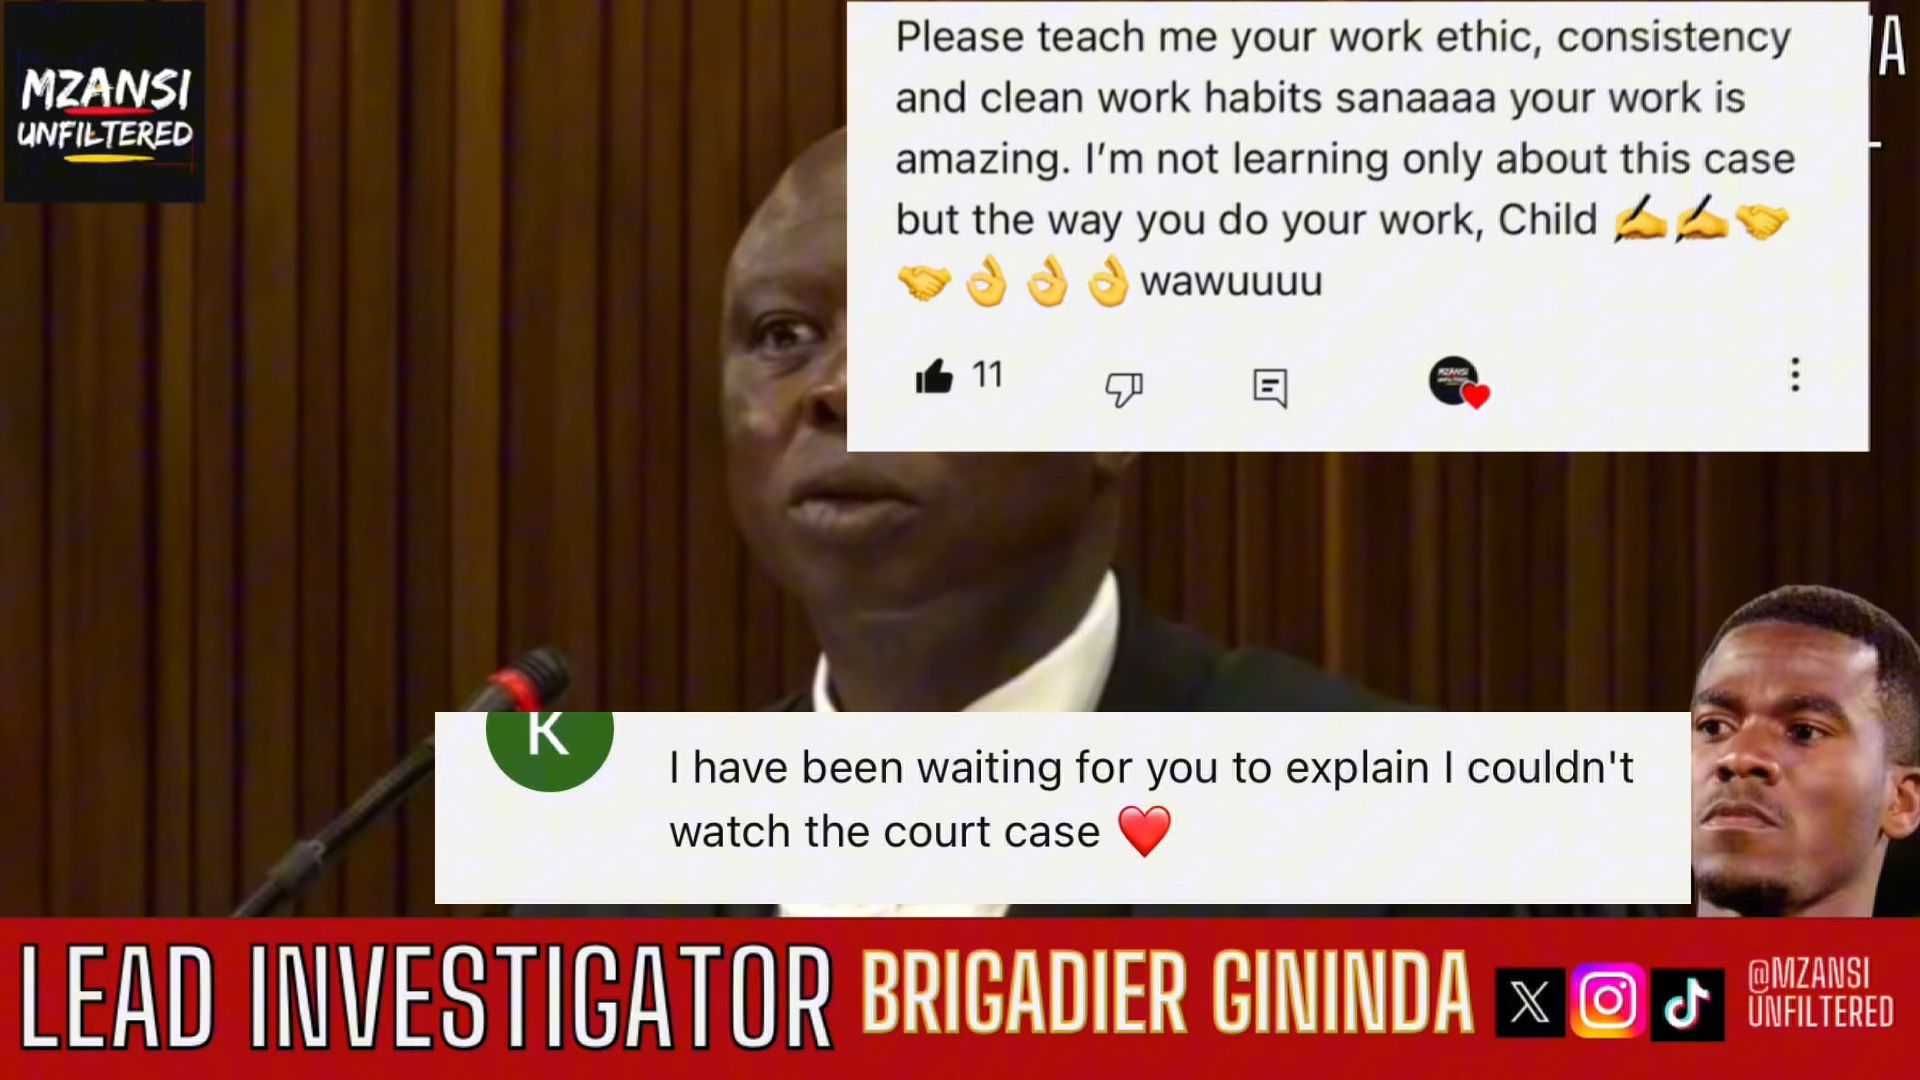 MZANSI
UNFILTERED
Please teach me your work ethic, consistency
and clean work habits sanaaaa your work is
amazing. I’m not learning only about this case
but the way you do your work, Child ✍️✍️🤝
🤝👌👌👌wawuuuu
11
K
I have been waiting for you to explain I couldn't
watch the court case ❤️
LEAD INVESTIGATOR BRIGADIER GININDA
@MZANSI
UNFILTERED